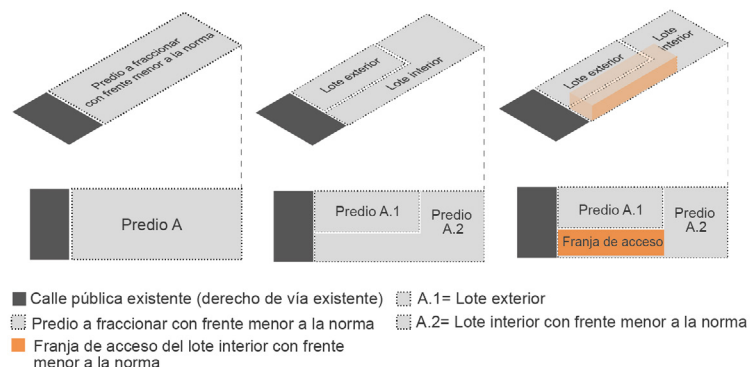 Predio a fraccionar
con frente menor a la norma
Lote exterior
Lote interior
Lote exterior
Lote
interior
Predio A
Predio A.1
Predio
A.2
Predio A.1
Franja de acceso
Predio
A.2
Calle pública existente (derecho de vía existente)
A.1= Lote exterior
Predio a fraccionar con frente menor a la norma
A.2= Lote interior con frente menor a la norma
Franja de acceso del lote interior con frente
menor a la norma